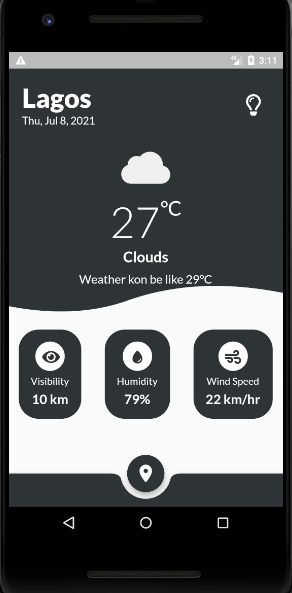 3:11
Lagos
Thu, Jul 8, 2021
27°C
Clouds
Weather kon be like 29°C
Visibility
10 km
Humidity
79%
Wind Speed
22 km/hr